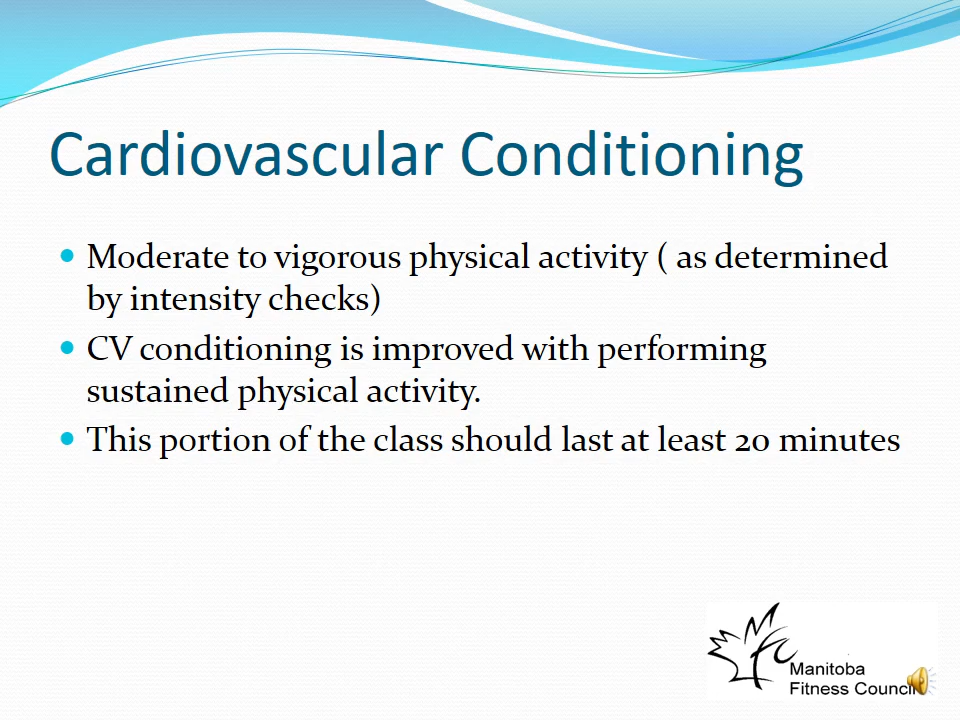 Cardiovascular Conditioning
Moderate to vigorous physical activity ( as determined
by intensity checks)
CV conditioning is improved with performing
sustained physical activity.
This portion of the class should last at least 20 minutes
Manitoba
Fitness Council